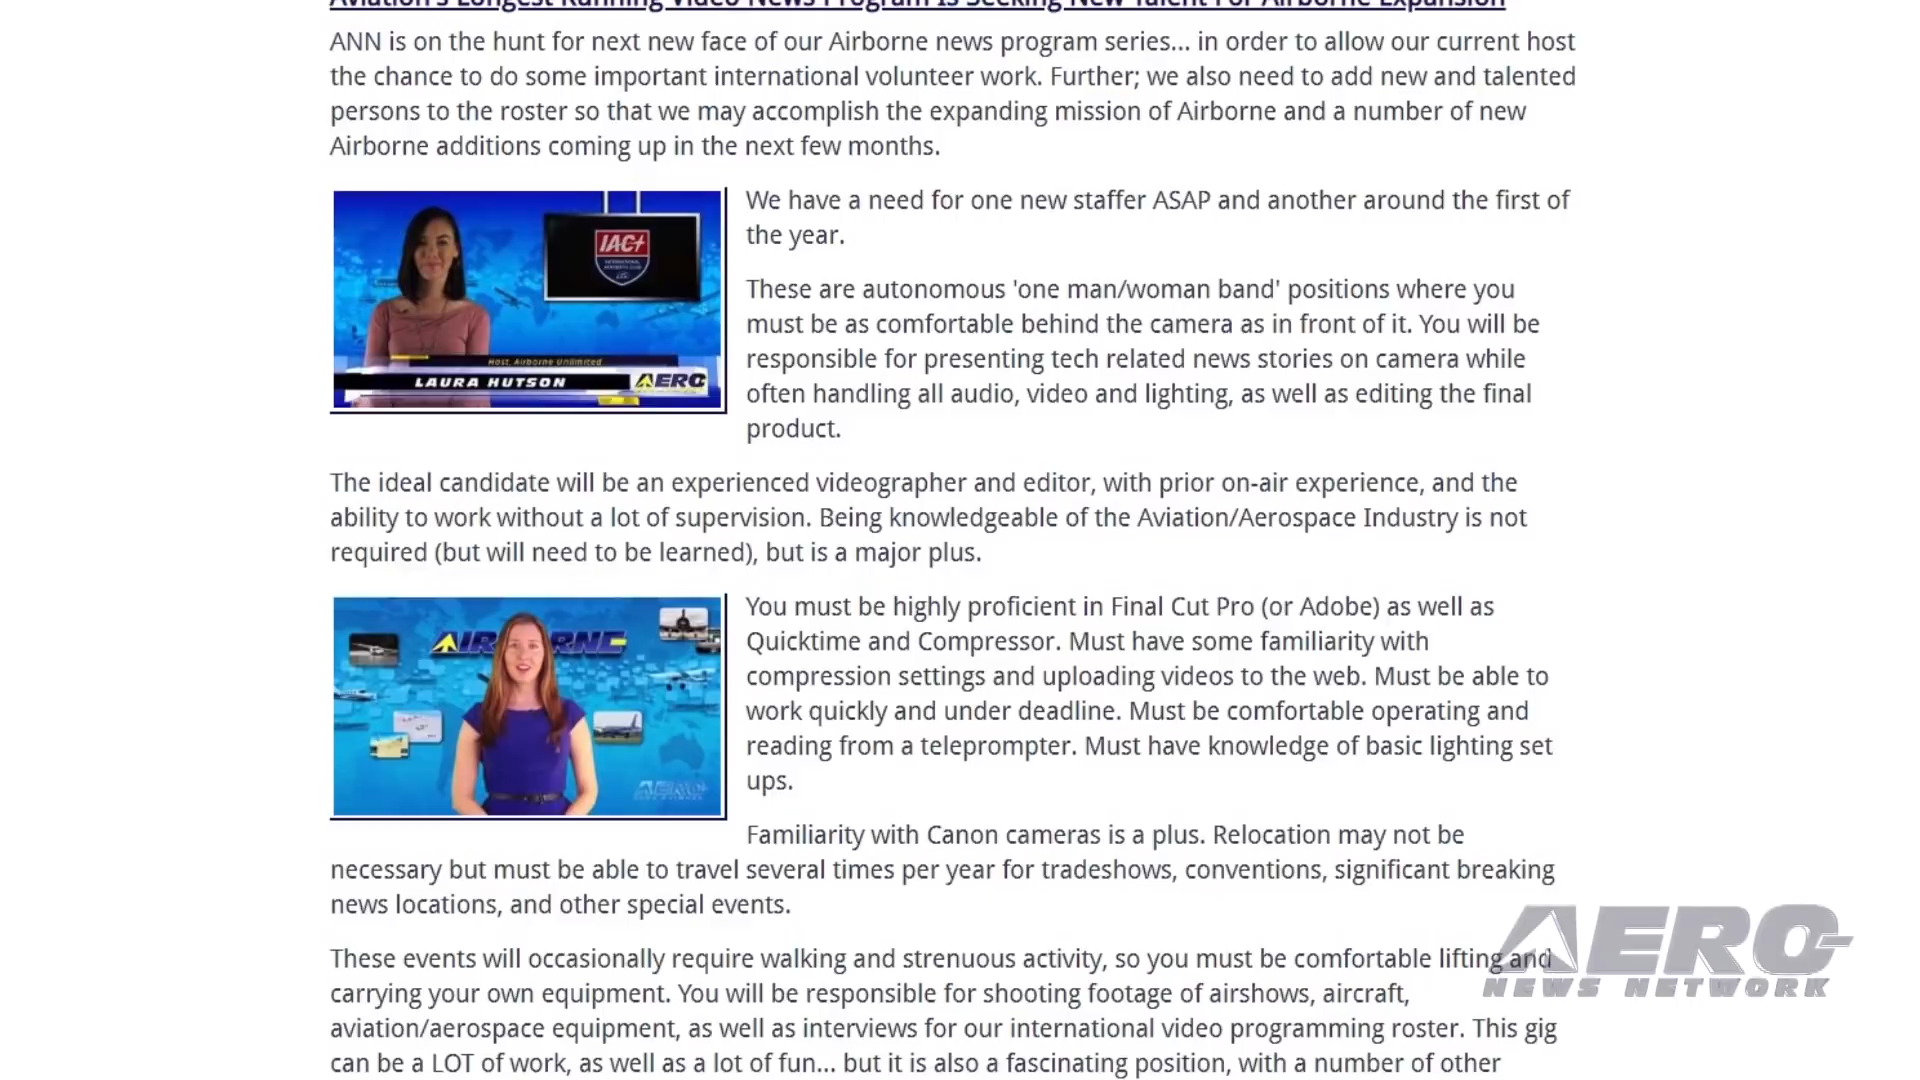 Aviation's Longest Running Video News Program Is Seeking New Talent For Airborne Expansion
ANN is on the hunt for next new face of our Airborne news program series... in order to allow our current host
the chance to do some important international volunteer work. Further; we also need to add new and talented
persons to the roster so that we may accomplish the expanding mission of Airborne and a number of new
Airborne additions coming up in the next few months.
IAC
INTERNATIONAL
AEROBATIC CLUB
Host, Airborne Unlimited
LAURA HUTSON
AERO
We have a need for one new staffer ASAP and another around the first of
the year.
These are autonomous 'one man/woman band' positions where you
must be as comfortable behind the camera as in front of it. You will be
responsible for presenting tech related news stories on camera while
often handling all audio, video and lighting, as well as editing the final
product.
The ideal candidate will be an experienced videographer and editor, with prior on-air experience, and the
ability to work without a lot of supervision. Being knowledgeable of the Aviation/Aerospace Industry is not
required (but will need to be learned), but is a major plus.
AIRBORNE
AERO
NEWS NETWORK
You must be highly proficient in Final Cut Pro (or Adobe) as well as
Quicktime and Compressor. Must have some familiarity with
compression settings and uploading videos to the web. Must be able to
work quickly and under deadline. Must be comfortable operating and
reading from a teleprompter. Must have knowledge of basic lighting set
ups.
Familiarity with Canon cameras is a plus. Relocation may not be
necessary but must be able to travel several times per year for tradeshows, conventions, significant breaking
news locations, and other special events.
These events will occasionally require walking and strenuous activity, so you must be comfortable lifting and
carrying your own equipment. You will be responsible for shooting footage of airshows, aircraft,
aviation/aerospace equipment, as well as interviews for our international video programming roster. This gig
can be a LOT of work, as well as a lot of fun... but it is also a fascinating position, with a number of other
AERO
NEWS NETWORK